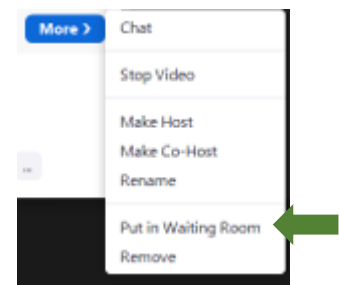 More >
Chat
Stop Video
Make Host
Make Co-Host
Rename
...
Put in Waiting Room
Remove